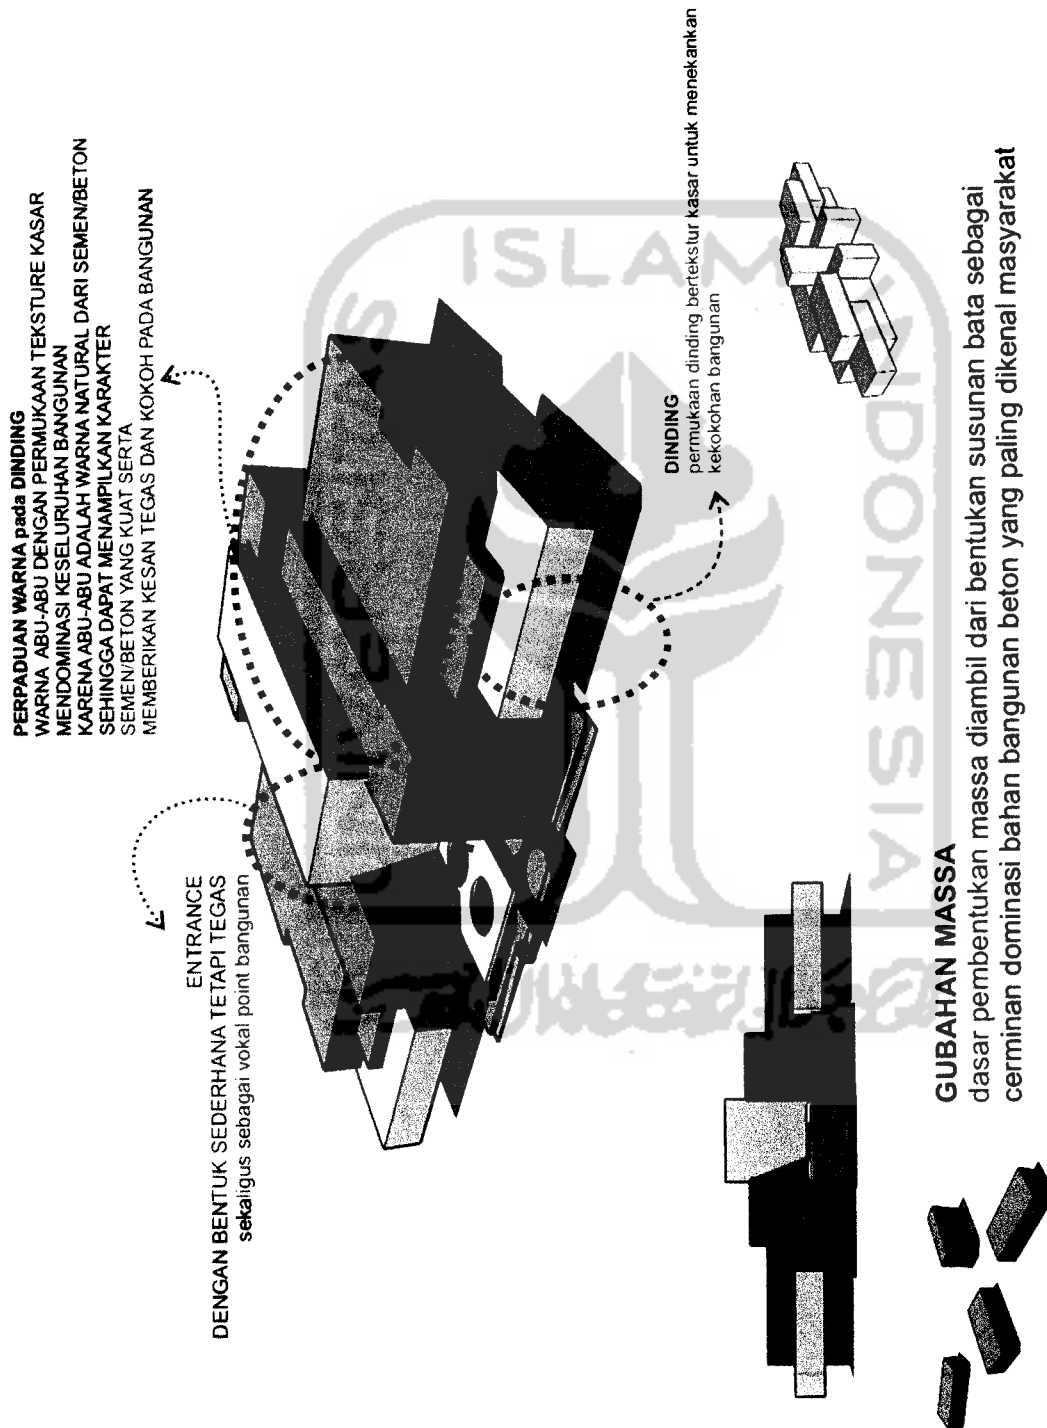 PERPADUAN WARNA pada DINDING
WARNA ABU-ABU DENGAN PERMUKAAN TEKSTURE KASAR
MENDOMINASI KESELURUHAN BANGUNAN
KARENA ABU-ABU ADALAH WARNA NATURAL DARI SEMEN/BETON
SEHINGGA DAPAT MENAMPILKAN KARAKTER
SEMEN/BETON YANG KUAT SERTA
MEMBERIKAN KESAN TEGAS DAN KOKOH PADA BANGUNAN
ENTRANCE
DENGAN BENTUK SEDERHANA TETAPI TEGAS
sekaligus sebagai vokal point bangunan
DINDING
permukaan dinding bertekstur kasar untuk menekankan
kekokohan bangunan
GUBAHAN MASSA
dasar pembentukan massa diambil dari bentukan susunan bata sebagai
cerminan dominasi bahan bangunan beton yang paling dikenal masyarakat
ISLAM
INDONESIA